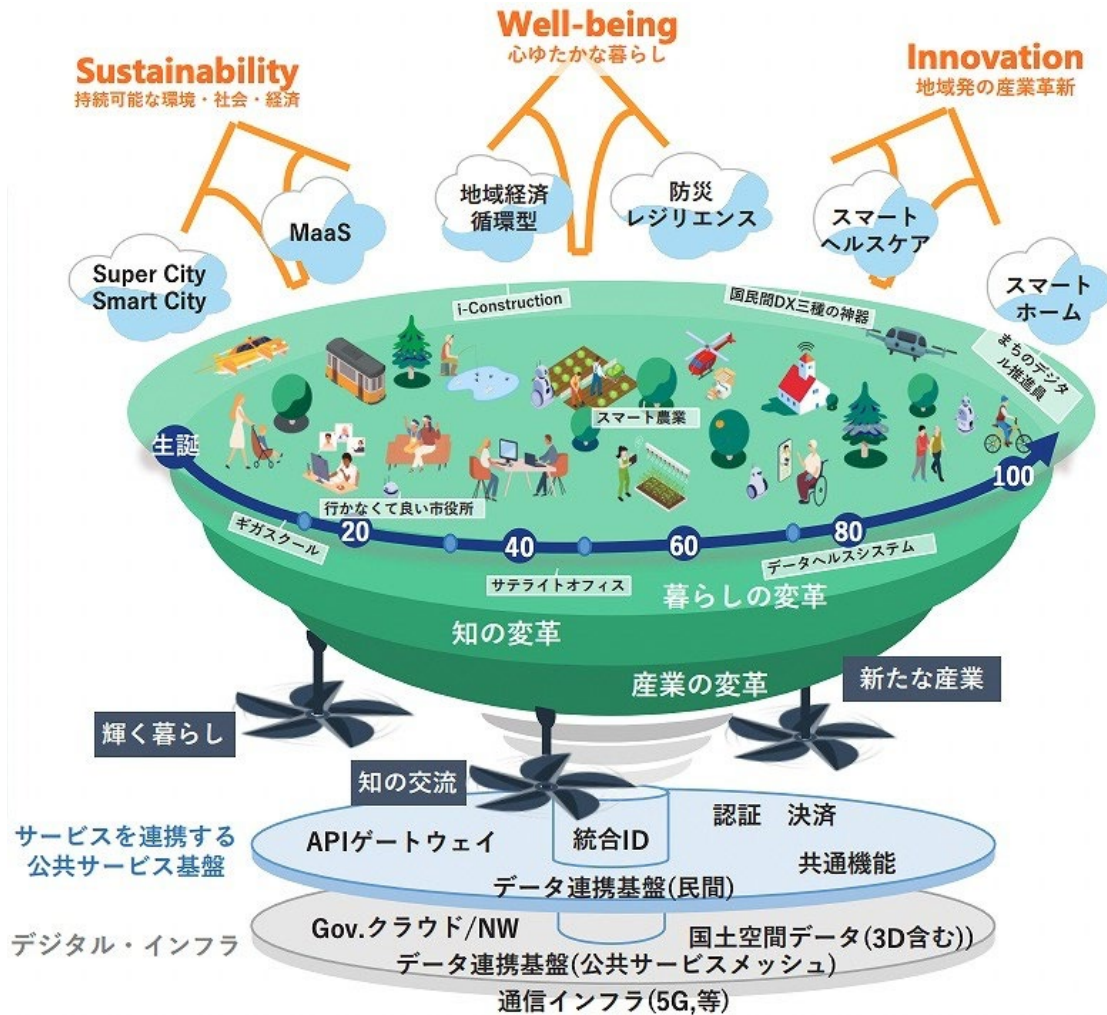 Well-being
心ゆたかな暮らし
Sustainability
持続可能な環境・社会・経済
Innovation
地域発の産業革新
Super City
Smart City
MaaS
地域経済
循環型
防災
レジリエンス
スマート
ヘルスケア
スマート
ホーム
i-Construction
国民間DX三種の神器
まちのデジタ
ル推進員
スマート農業
行かなくて良い市役所
生誕
20
40
60
80
100
ギガスクール
サテライトオフィス
データヘルスシステム
暮らしの変革
知の変革
産業の変革
輝く暮らし
知の交流
新たな産業
サービスを連携する
公共サービス基盤
APIゲートウェイ
統合ID
認証 決済
共通機能
データ連携基盤(民間)
デジタル・インフラ
Gov.クラウド/NW
国土空間データ(3D含む))
データ連携基盤(公共サービスメッシュ)
通信インフラ(5G,等)